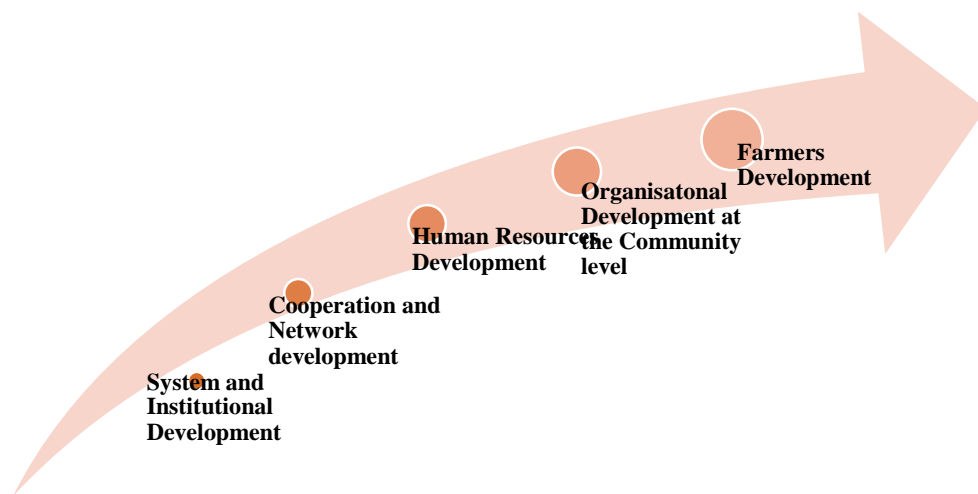 System and
Institutional
Development
Cooperation and
Network
development
Human Resources
Development
Organisatonal
Development at
the Community
level
Farmers
Development